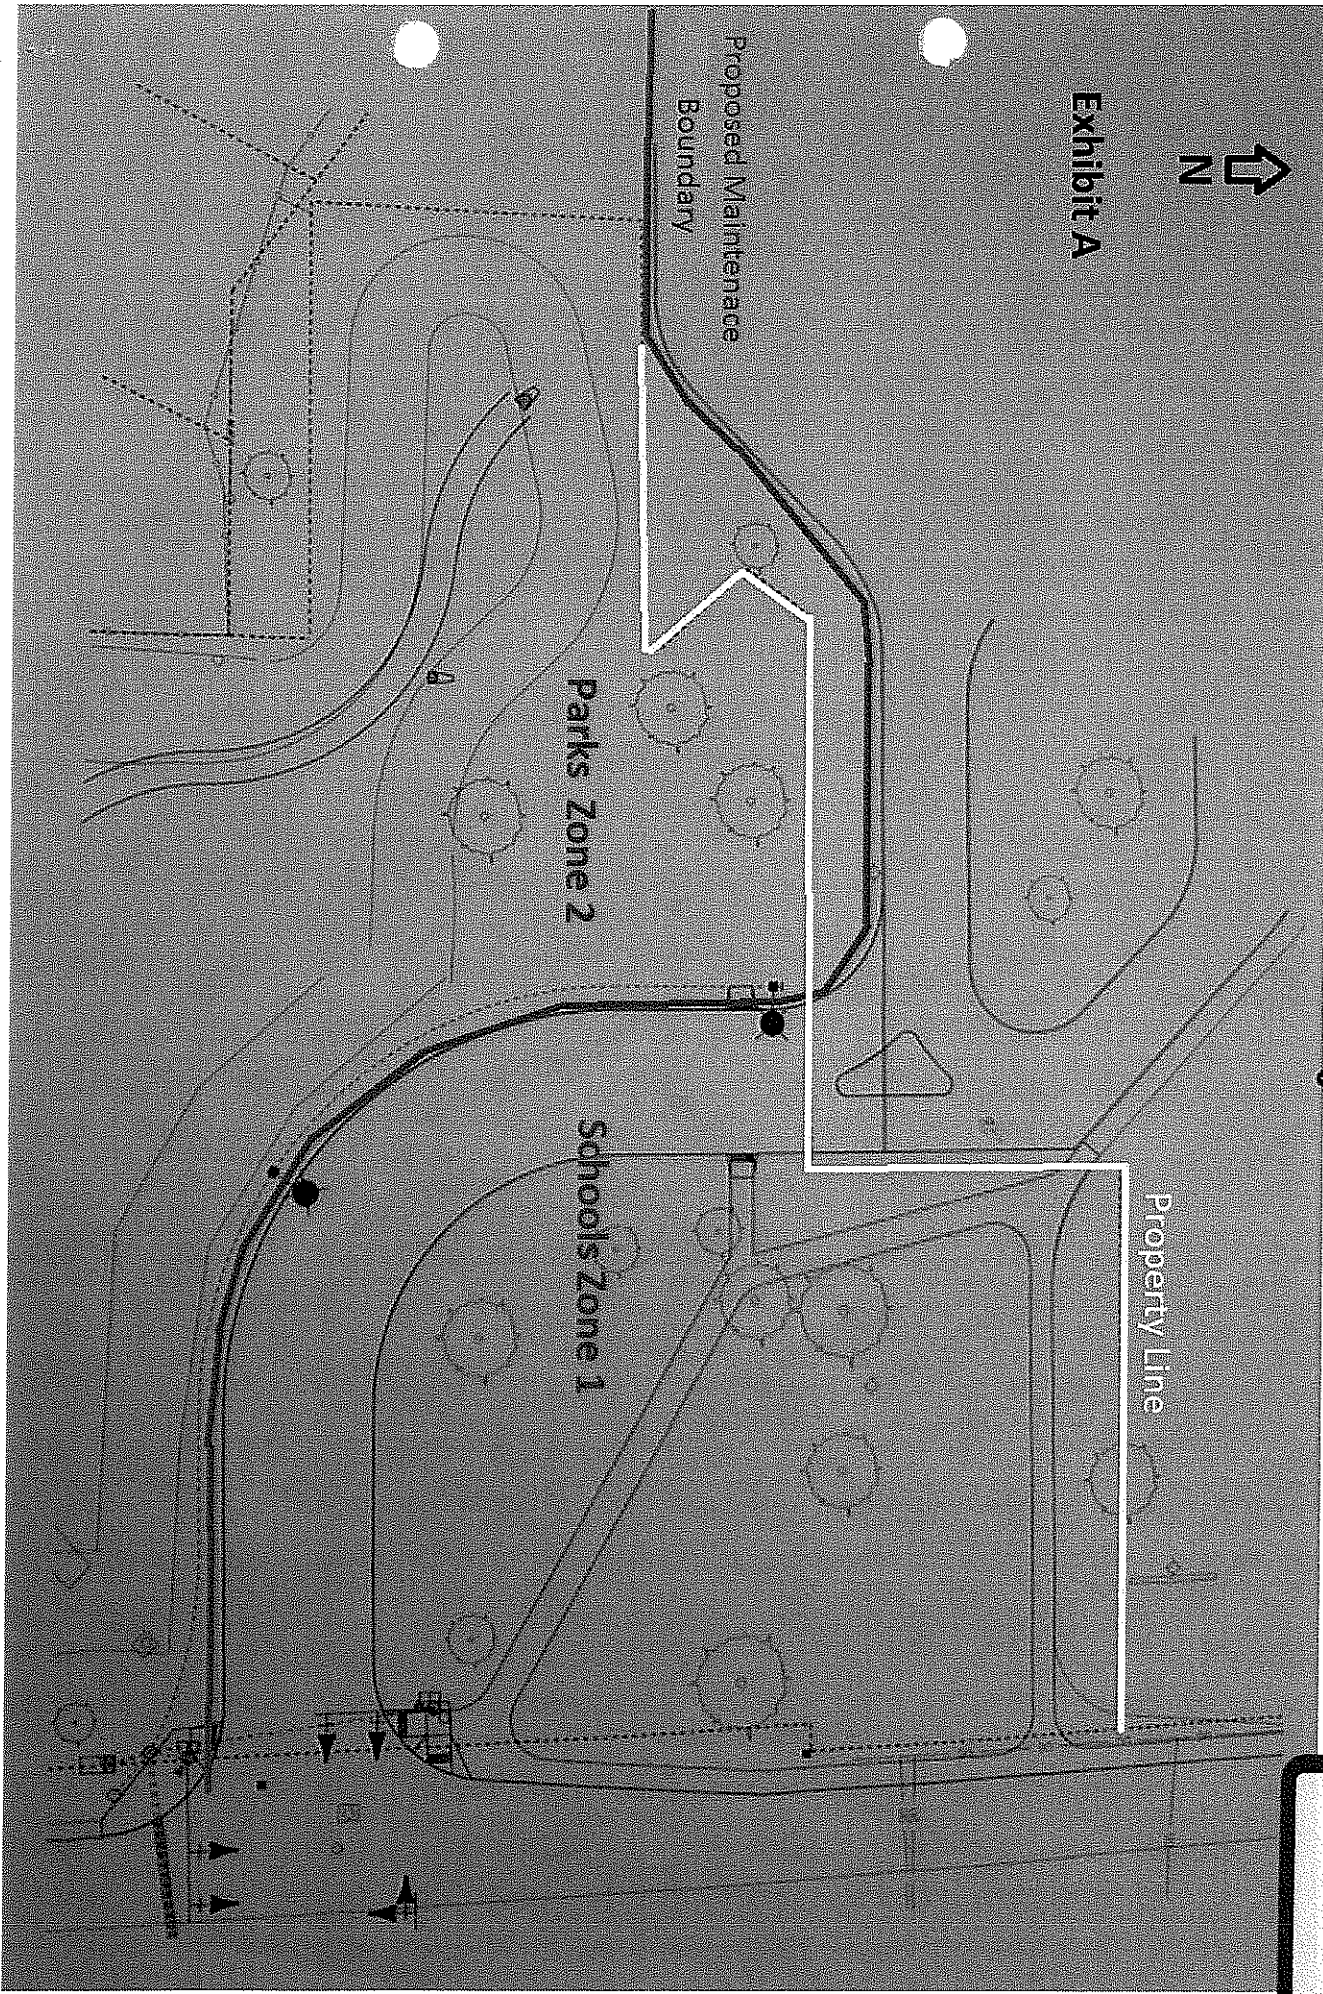 N
Exhibit A
Proposed Maintenace
Boundary
Property Line
Parks Zone 2
Schools Zone 1